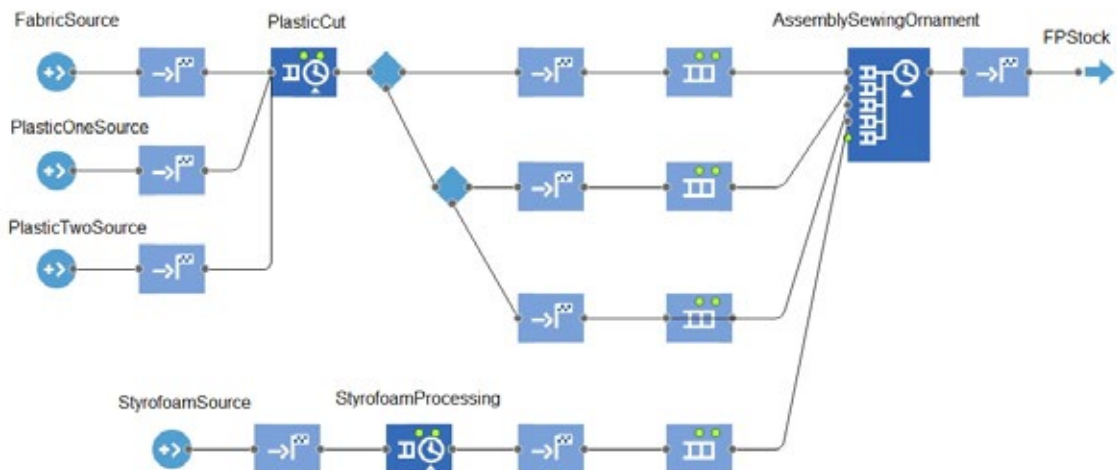 FabricSource
PlasticCut
AssemblySewingOrnament
FPStock
PlasticOneSource
PlasticTwoSource
StyrofoamSource
StyrofoamProcessing